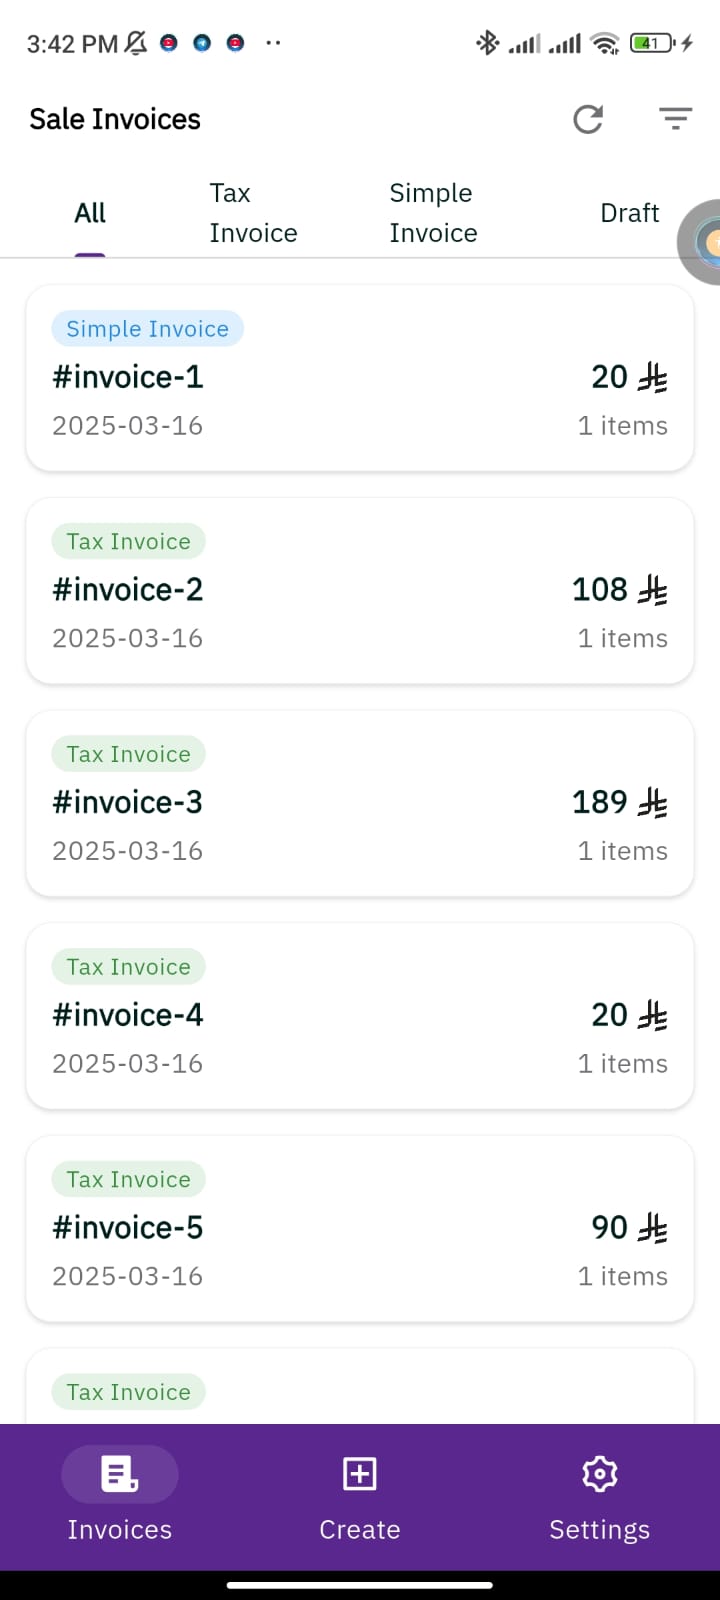 3:42 PM
41
Sale Invoices
All
Tax Invoice
Simple Invoice
Draft
Simple Invoice
#invoice-1
20 ⃁
2025-03-16
1 items
Tax Invoice
#invoice-2
108 ⃁
2025-03-16
1 items
Tax Invoice
#invoice-3
189 ⃁
2025-03-16
1 items
Tax Invoice
#invoice-4
20 ⃁
2025-03-16
1 items
Tax Invoice
#invoice-5
90 ⃁
2025-03-16
1 items
Tax Invoice
Invoices
Create
Settings